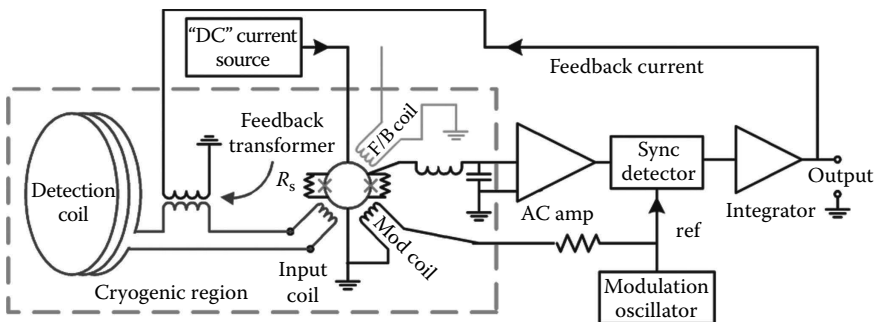 “DC” current
source
Feedback current
Feedback
transformer
F/B coil
Rs
Detection
coil
Sync
detector
Output
AC amp
Integrator
Mod coil
ref
Input
coil
Cryogenic region
Modulation
oscillator